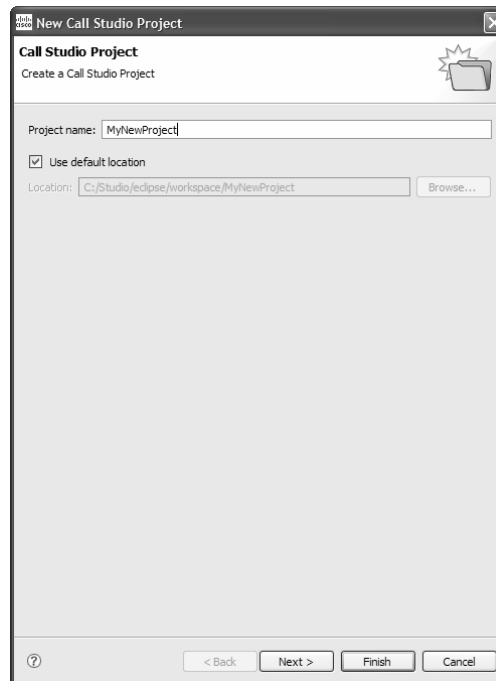 cisco New Call Studio Project
Call Studio Project
Create a Call Studio Project
Project name: MyNewProject
Use default location
Location: C:/Studio/eclipse/workspace/MyNewProject Browse...
? < Back Next > Finish Cancel